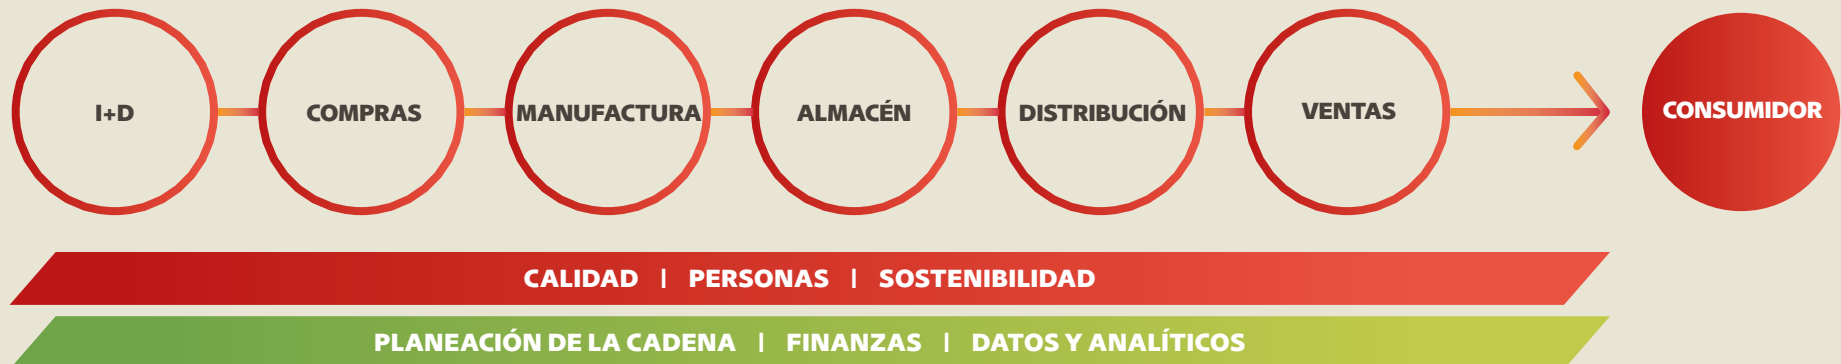 I+D
COMPRAS
MANUFACTURA
ALMACÉN
DISTRIBUCIÓN
VENTAS
CONSUMIDOR
CALIDAD | PERSONAS | SOSTENIBILIDAD
PLANEACIÓN DE LA CADENA | FINANZAS | DATOS Y ANALÍTICOS